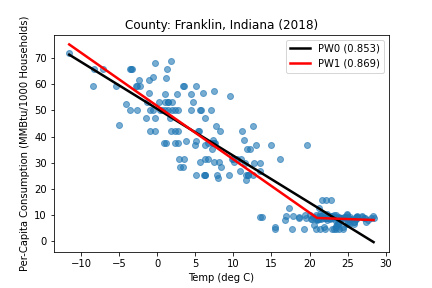 County: Franklin, Indiana (2018)
PW0 (0.853)
PW1 (0.869)
Per-Capita Consumption (MMBtu/1000 Households)
70
60
50
40
30
20
10
0
−10 −5 0 5 10 15 20 25 30
Temp (deg C)